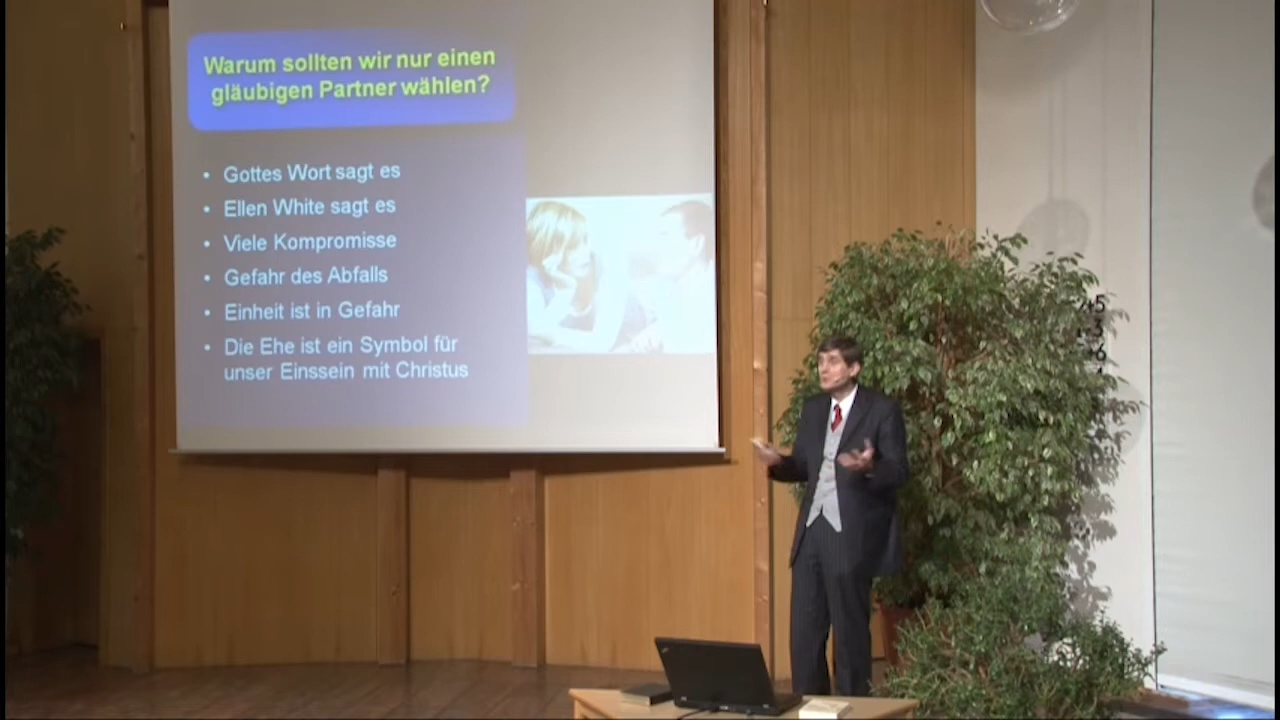 Warum sollten wir nur einen
gläubigen Partner wählen?
• Gottes Wort sagt es
• Ellen White sagt es
• Viele Kompromisse
• Gefahr des Abfalls
• Einheit ist in Gefahr
• Die Ehe ist ein Symbol für
unser Einssein mit Christus